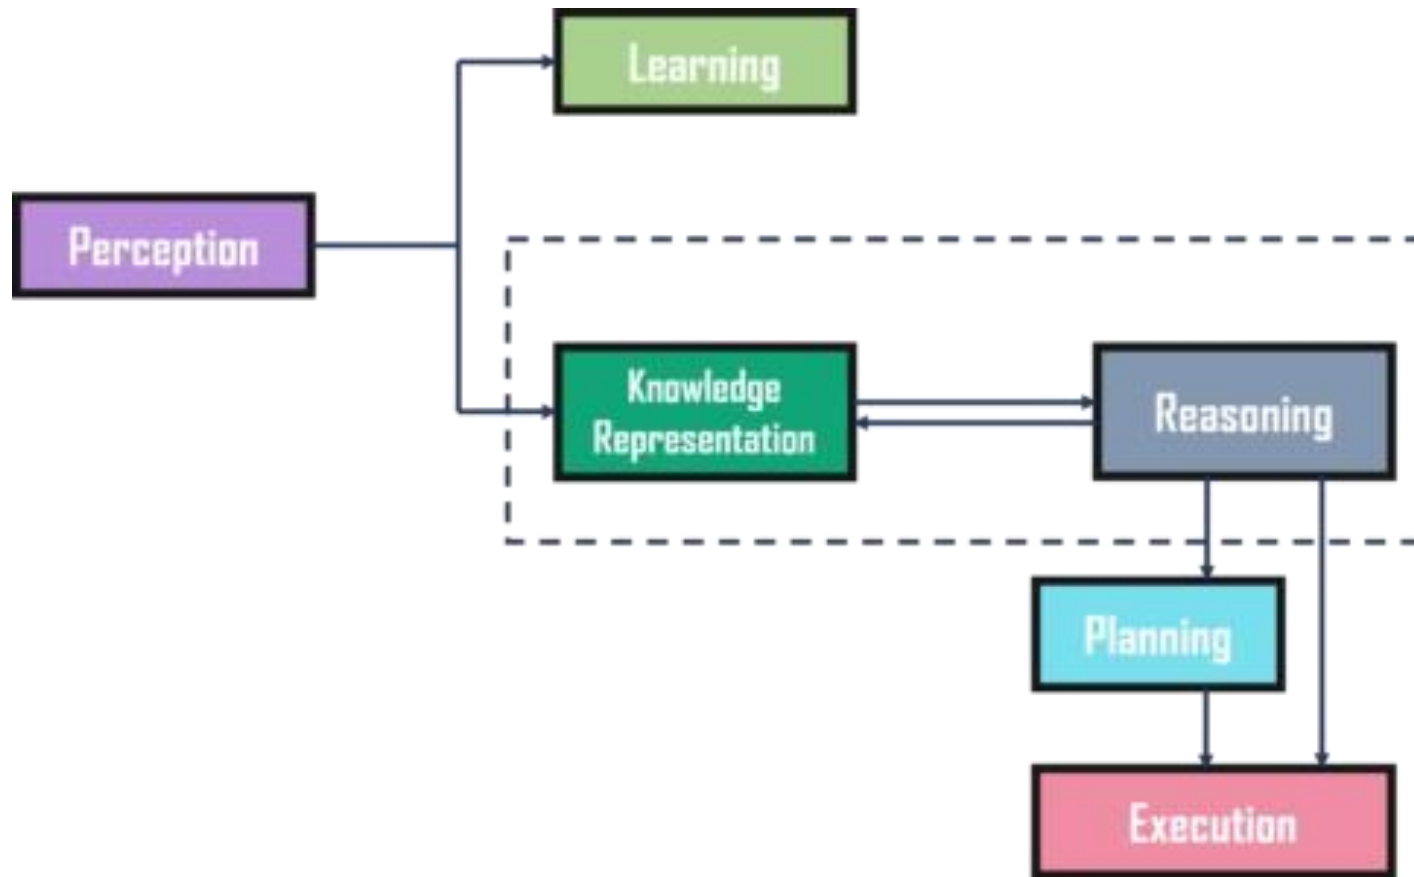 Learning
Perception
Knowledge
Representation
Reasoning
Planning
Execution